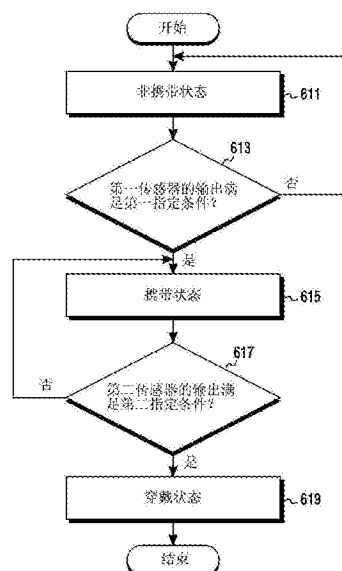 开始
非携带状态
611
613
第一传感器的输出满
足第一指定条件?
否
是
携带状态
615
617
第二传感器的输出满
足第二指定条件?
否
是
穿戴状态
619
结束